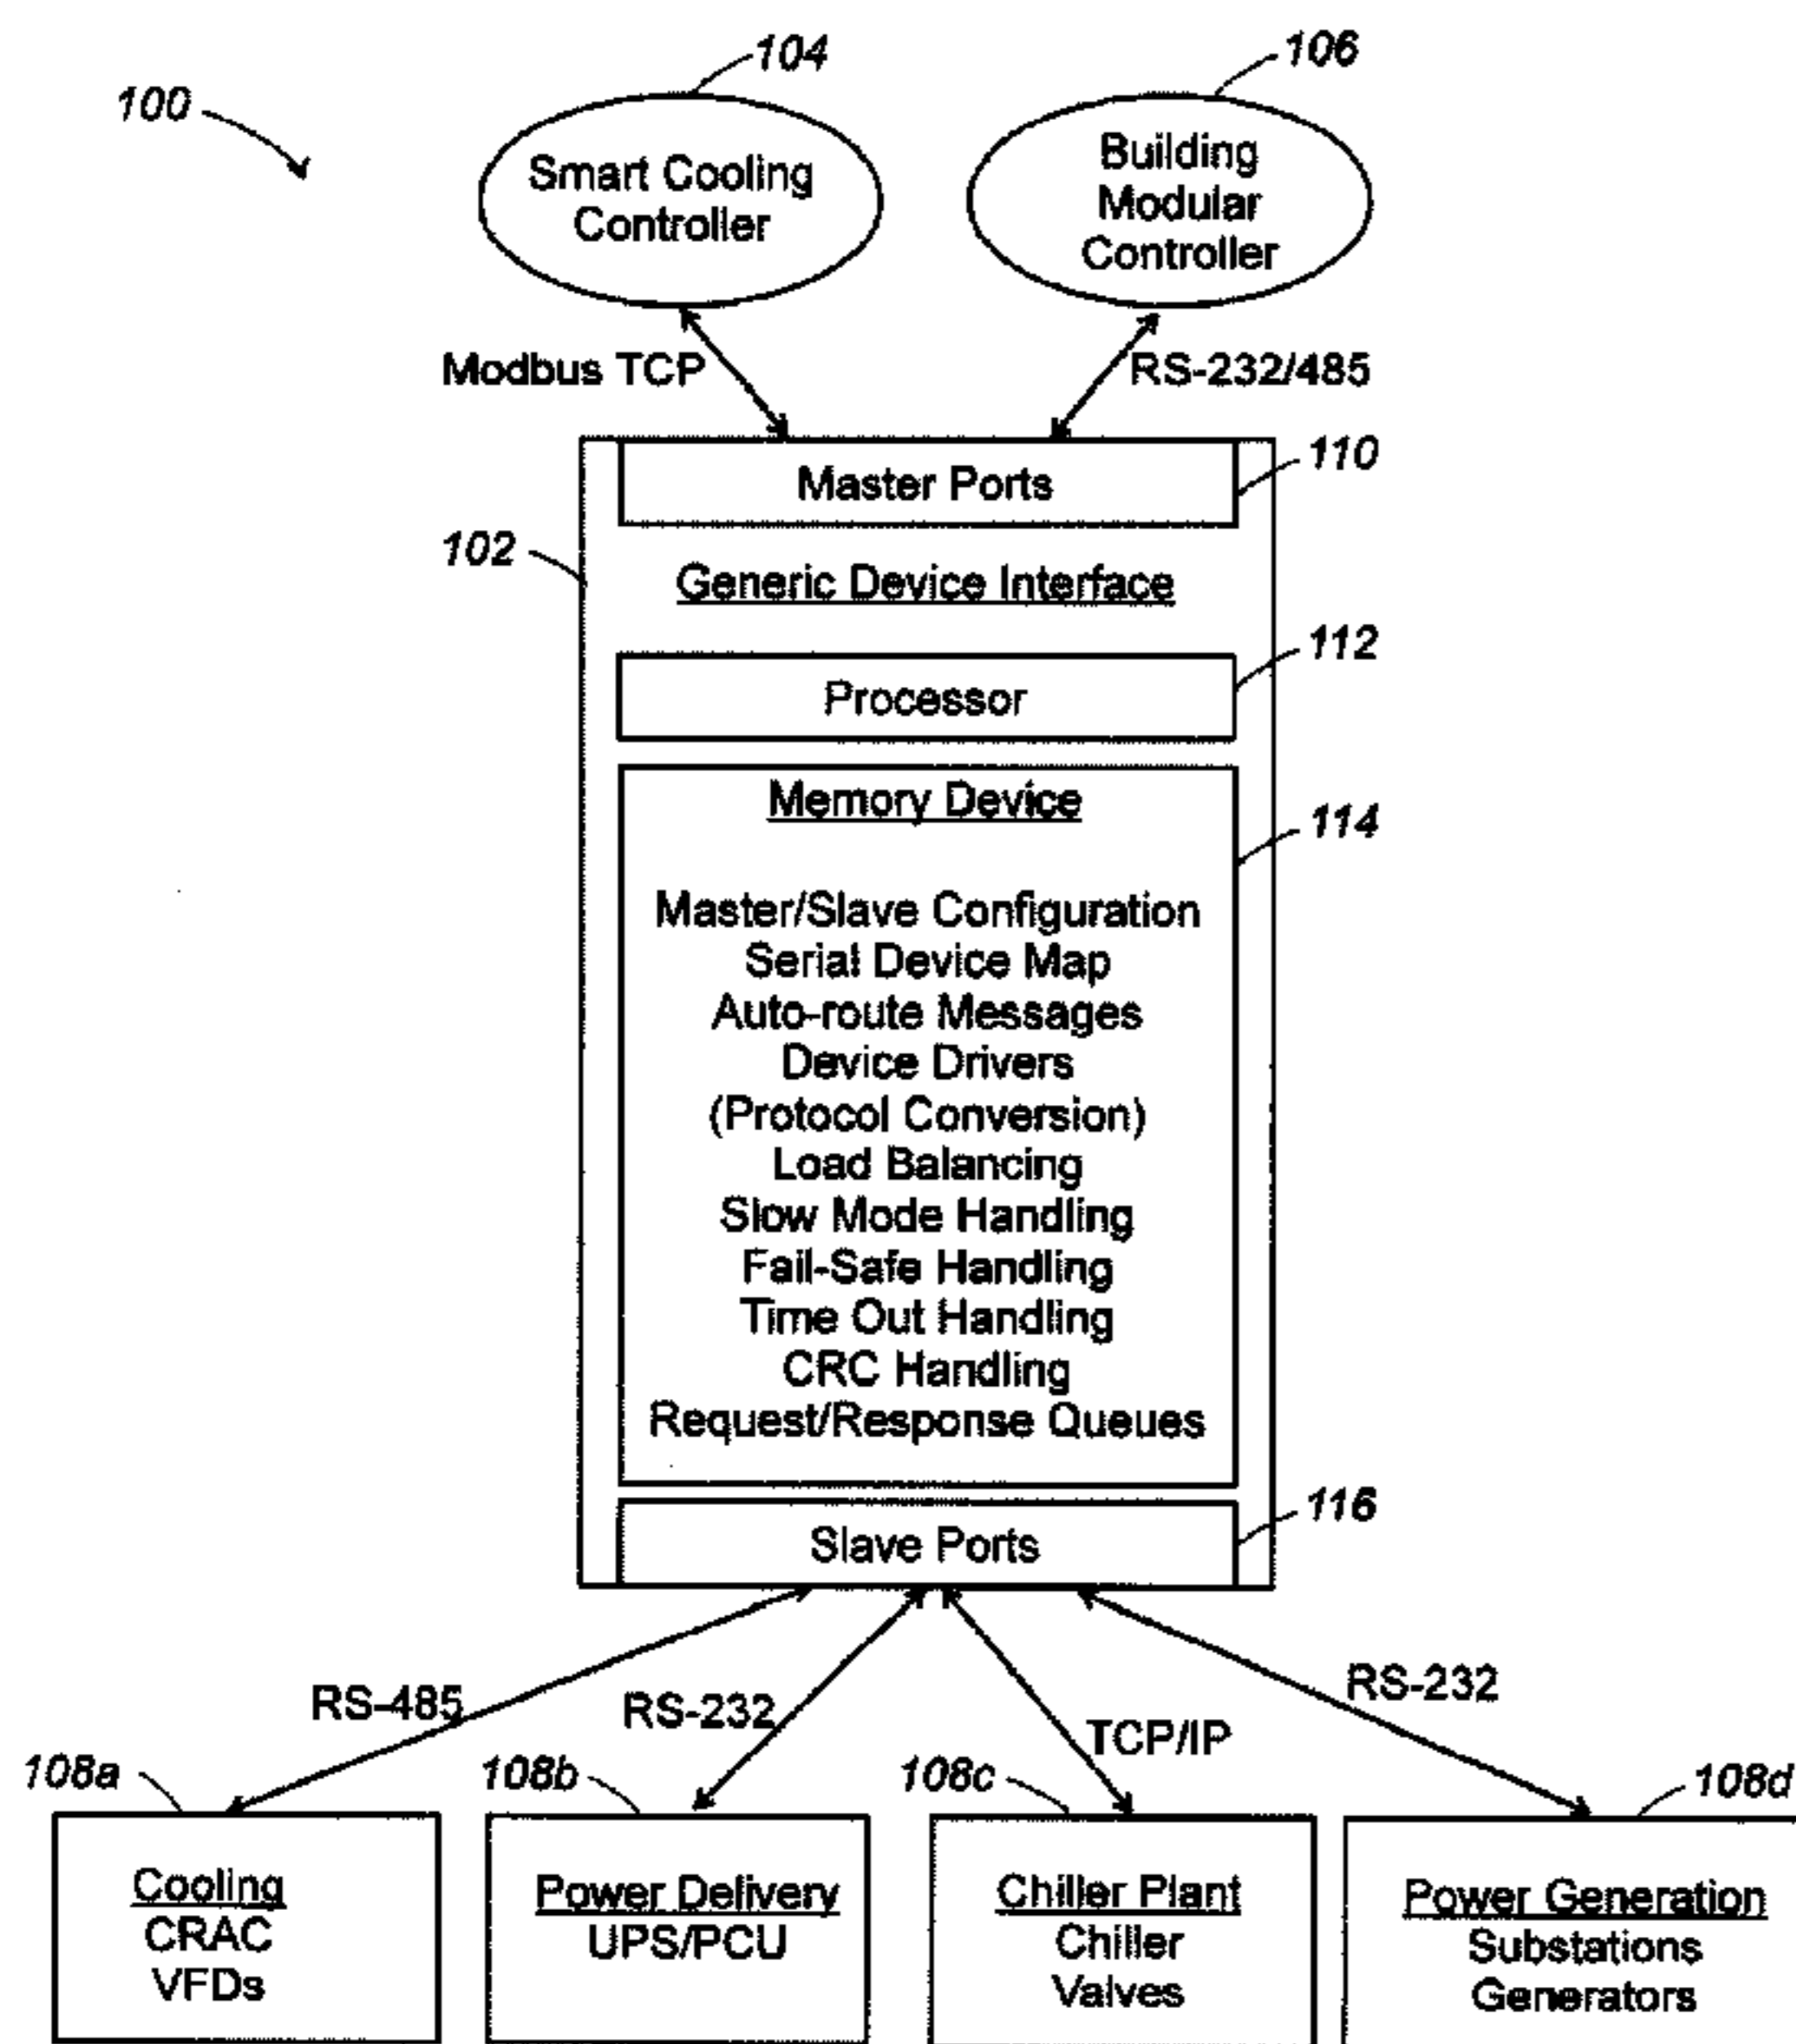 104
106
100
Smart Cooling
Controller
Building
Modular
Controller
Modbus TCP
RS-232/485
Master Ports
110
102
Generic Device Interface
112
Processor
Memory Device
114
Master/Slave Configuration
Serial Device Map
Auto-route Messages
Device Drivers
(Protocol Conversion)
Load Balancing
Slow Mode Handling
Fail-Safe Handling
Time Out Handling
CRC Handling
Request/Response Queues
116
Slave Ports
RS-485
RS-232
TCP/IP
RS-232
108a
108b
108c
108d
Cooling
CRAC
VFDs
Power Delivery
UPS/PCU
Chiller Plant
Chiller
Valves
Power Generation
Substations
Generators